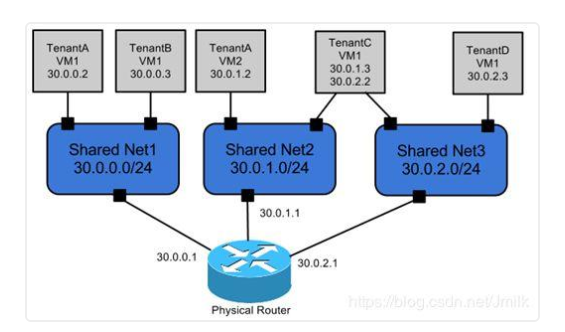 TenantA
VM1
30.0.0.2
TenantB
VM1
30.0.0.3
TenantA
VM2
30.0.1.2
TenantC
VM1
30.0.1.3
30.0.2.2
TenantD
VM1
30.0.2.3
Shared Net1
30.0.0.0/24
Shared Net2
30.0.1.0/24
Shared Net3
30.0.2.0/24
30.0.1.1
30.0.0.1
30.0.2.1
Physical Router
https://blog.csdn.net/Jmilk